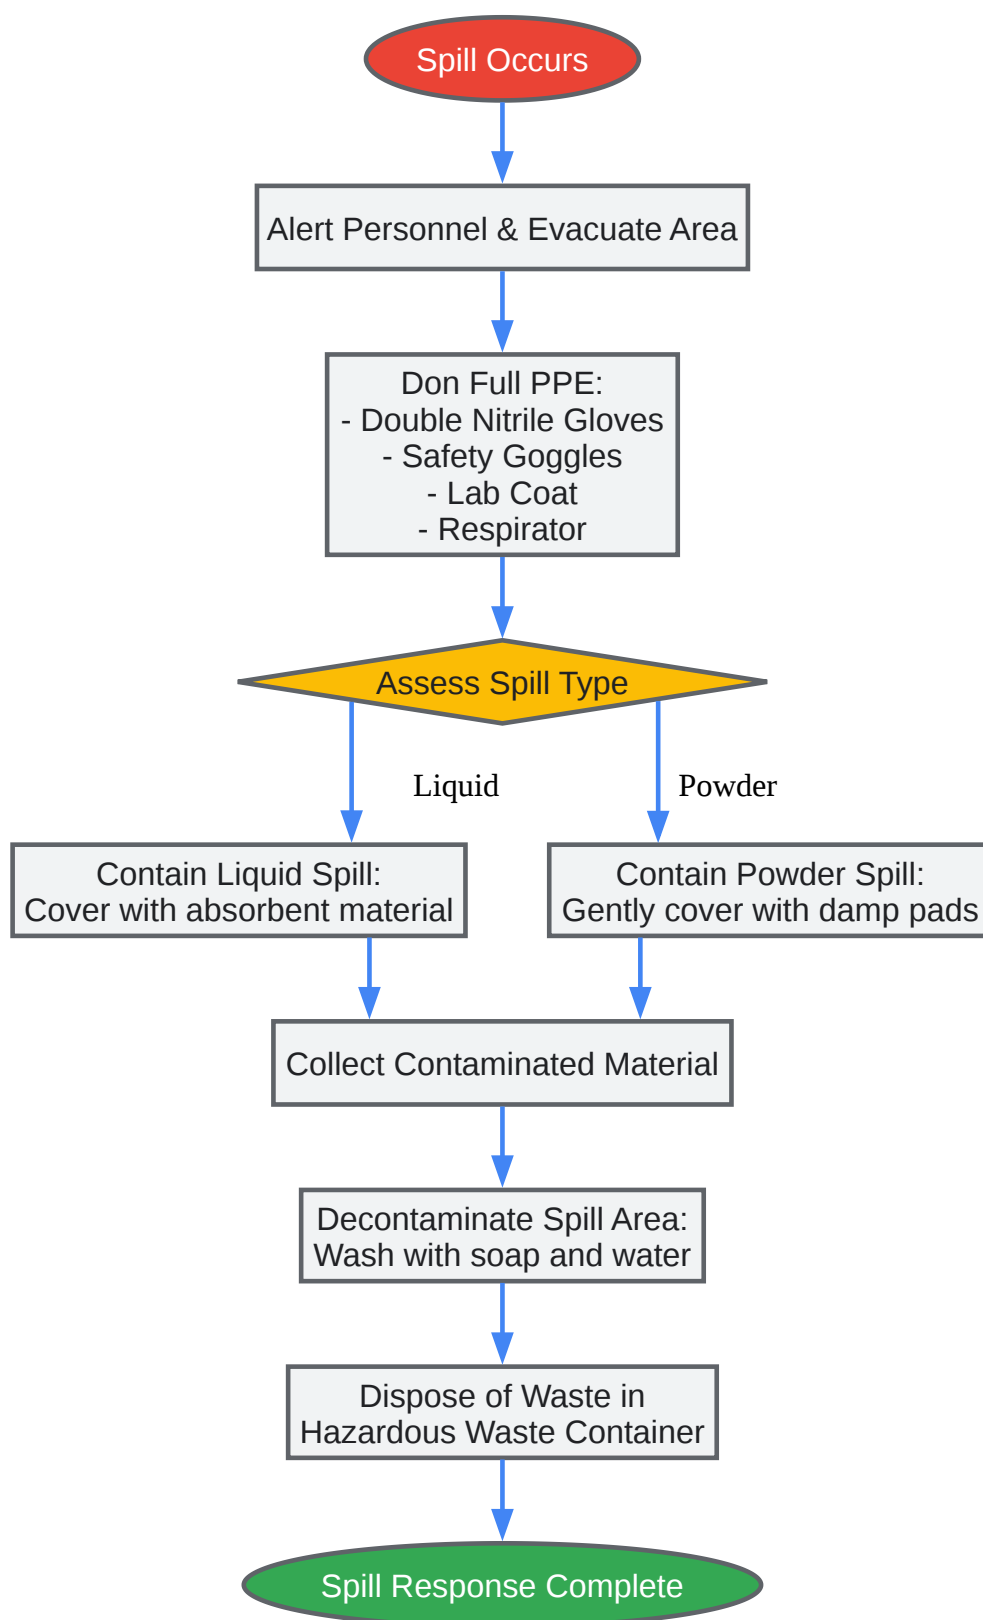 Spill Occurs
Alert Personnel & Evacuate Area
Don Full PPE:
- Double Nitrile Gloves
- Safety Goggles
- Lab Coat
- Respirator
Assess Spill Type
Liquid
Powder
Contain Liquid Spill:
Cover with absorbent material
Contain Powder Spill:
Gently cover with damp pads
Collect Contaminated Material
Decontaminate Spill Area:
Wash with soap and water
Dispose of Waste in
Hazardous Waste Container
Spill Response Complete